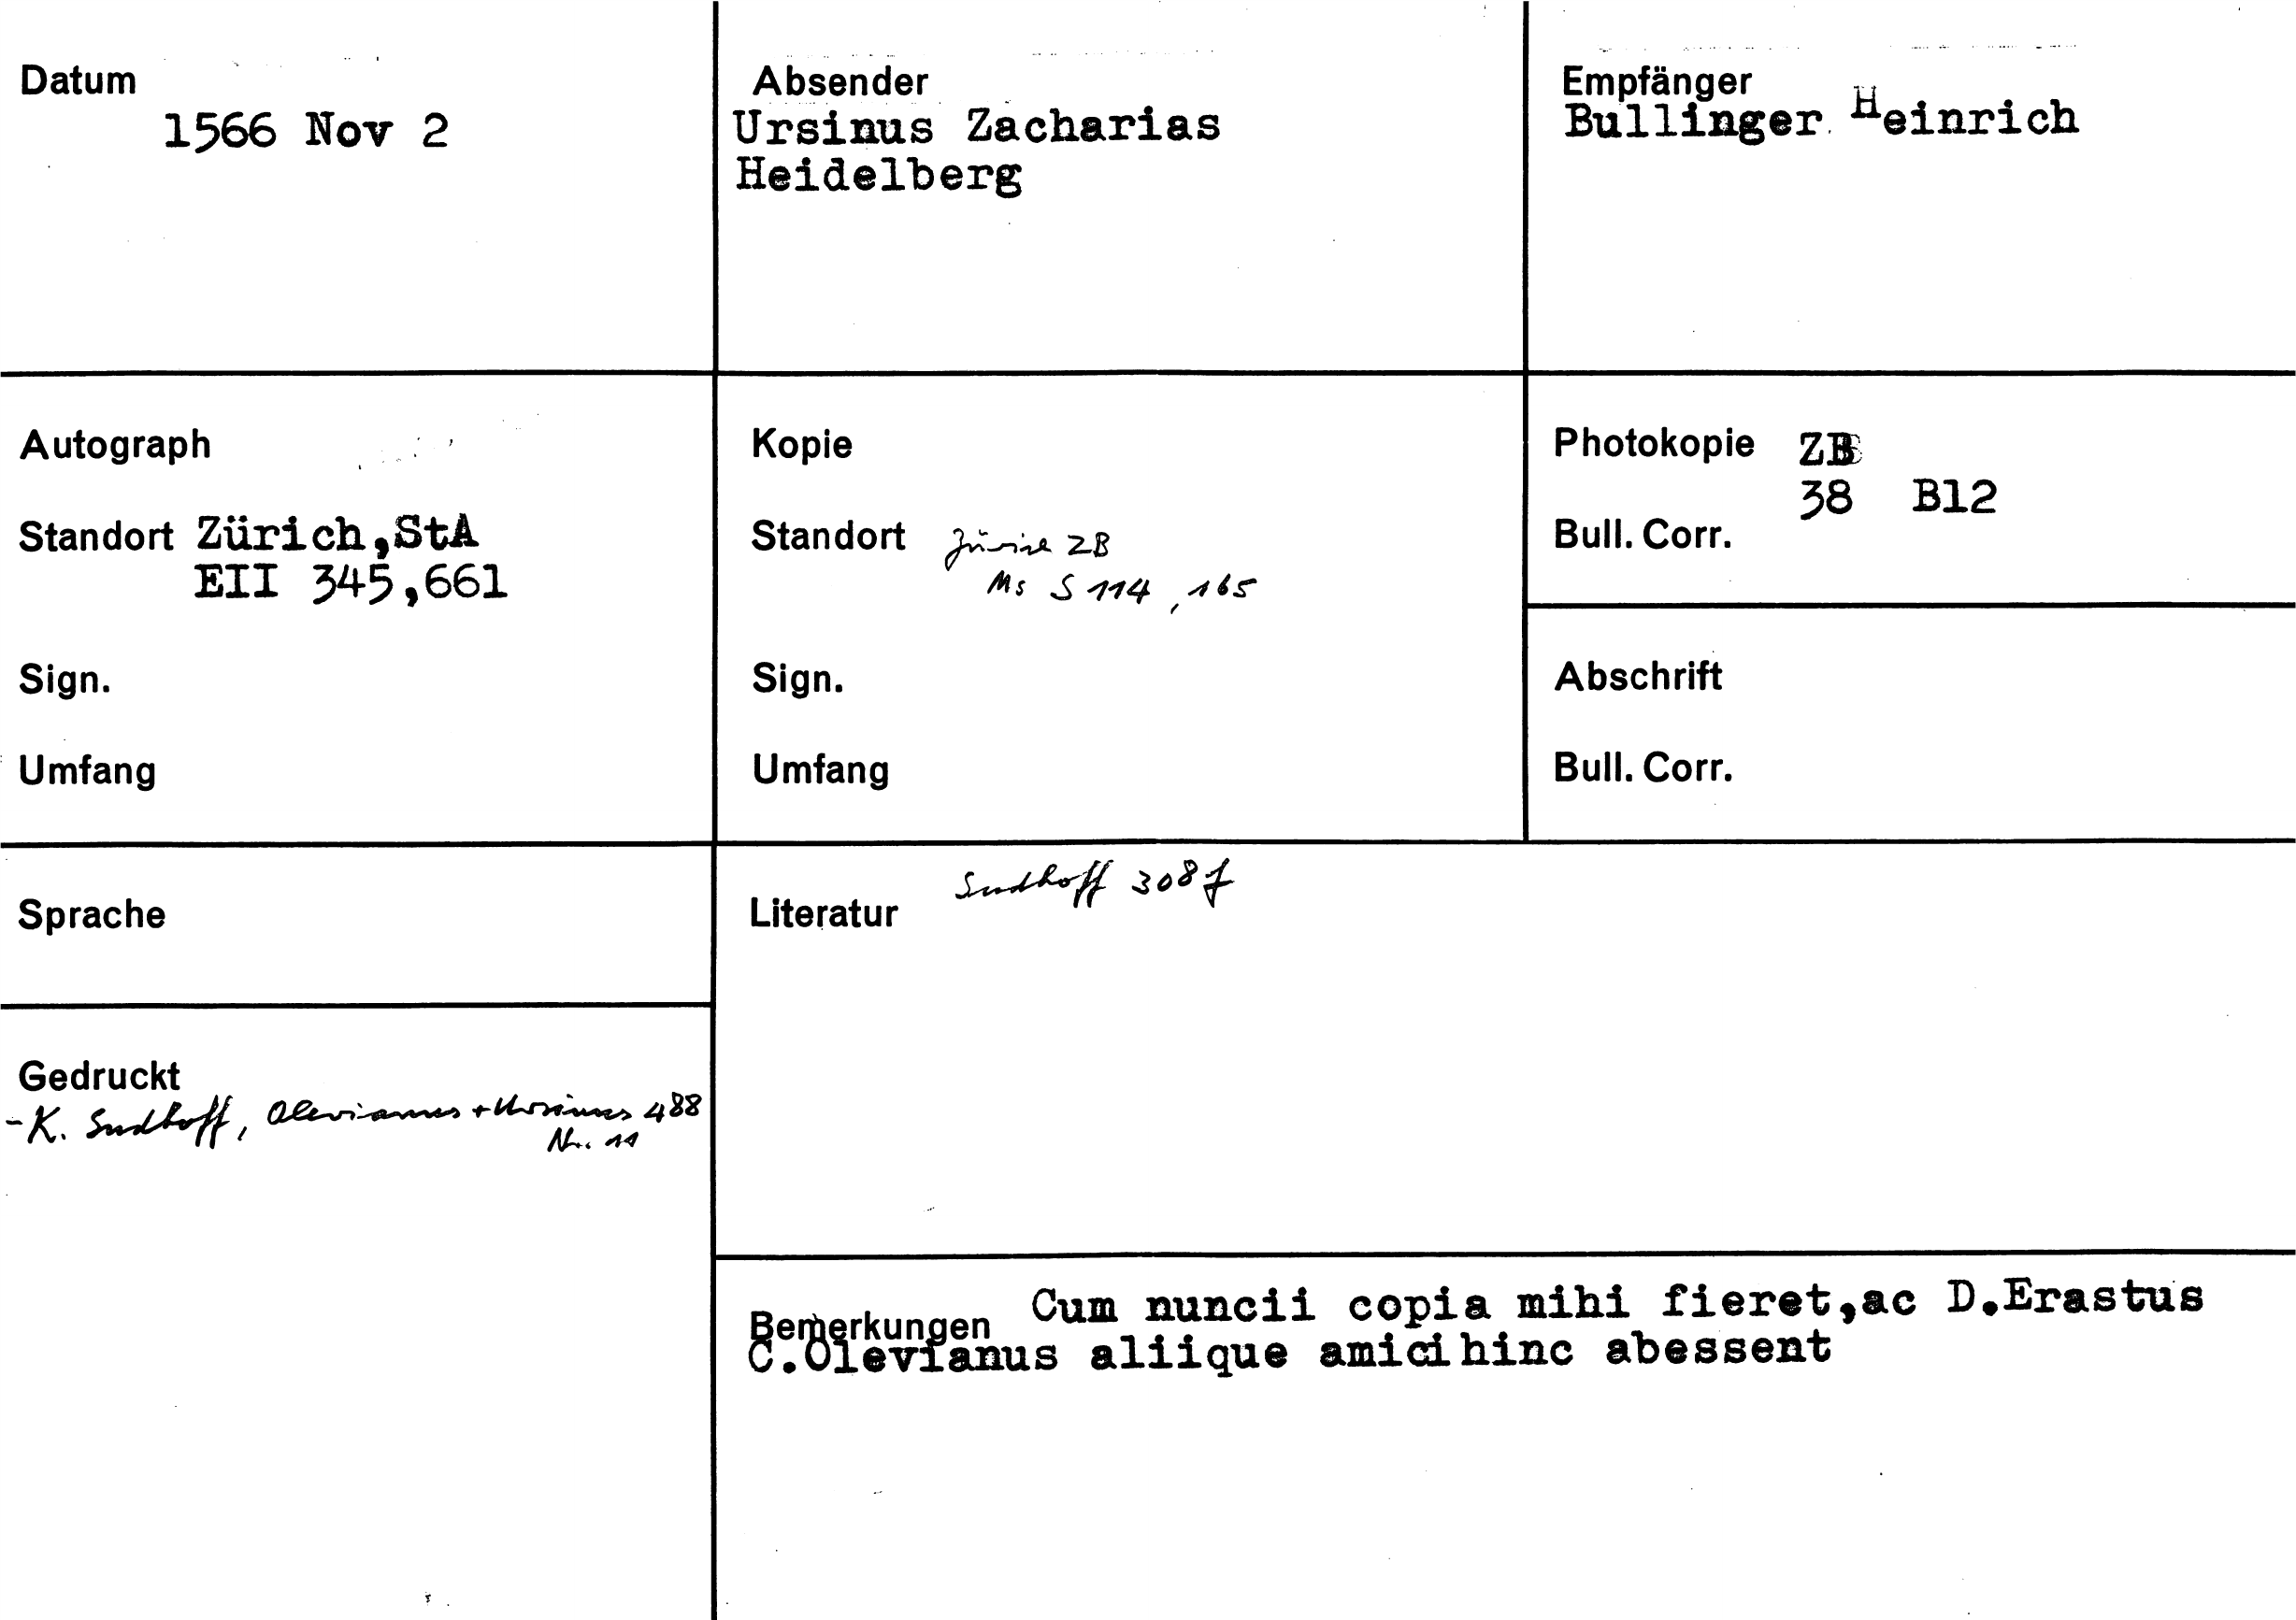 Datum
1566 Nov 2
Absender
Ursinus Zacharias
Heidelberg
Empfänger
Bullinger Heinrich
Autograph
Standort Zürich,StA
EII 345,661
Sign.
Umfang
Kopie
Standort Zürich ZB
Ms S 114, 165
Sign.
Umfang
Photokopie ZB
38 B12
Bull. Corr.
Abschrift
Bull. Corr.
Sprache
Literatur Sudhoff 308f
Gedruckt
- K. Sudhoff, Olevianus + Ursinus 488
Nr. 11
Bemerkungen Cum nuncii copia mihi fieret,ac D.Erastus
C.Olevianus aliique amici hinc abessent